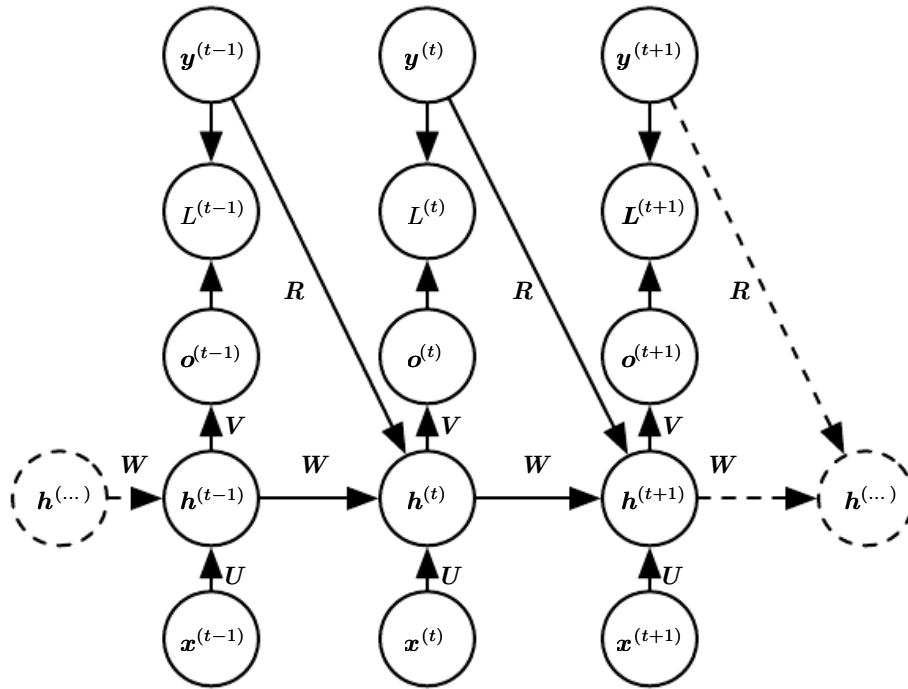 y^(t−1) y^(t) y^(t+1)
L^(t−1) L^(t) L^(t+1)
R R R
o^(t−1) o^(t) o^(t+1)
V V V
W W W W
h^(...) h^(t−1) h^(t) h^(t+1) h^(...)
U U U
x^(t−1) x^(t) x^(t+1)